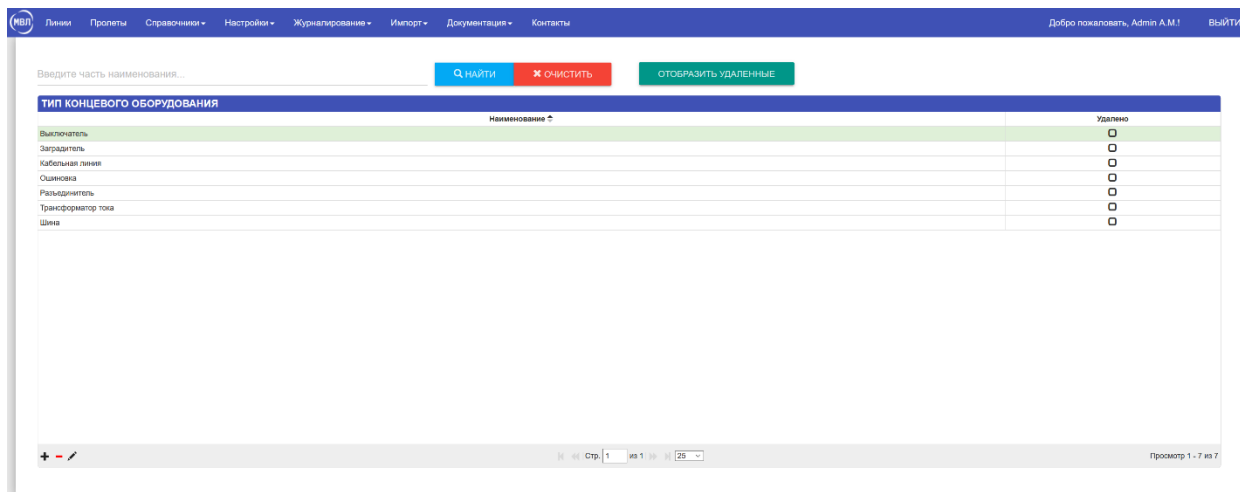 МВЛ Линии Пролеты Справочники Настройки Журналирование Импорт Документация Контакты Добро пожаловать, Admin A.M.! ВЫЙТИ
Введите часть наименования... НАЙТИ ОЧИСТИТЬ ОТОБРАЗИТЬ УДАЛЕННЫЕ
ТИП КОНЦЕВОГО ОБОРУДОВАНИЯ
Наименование Удалено
Выключатель
Заградитель
Кабельная линия
Ошиновка
Разъединитель
Трансформатор тока
Шина
Стр. 1 из 1 25 Просмотр 1 - 7 из 7